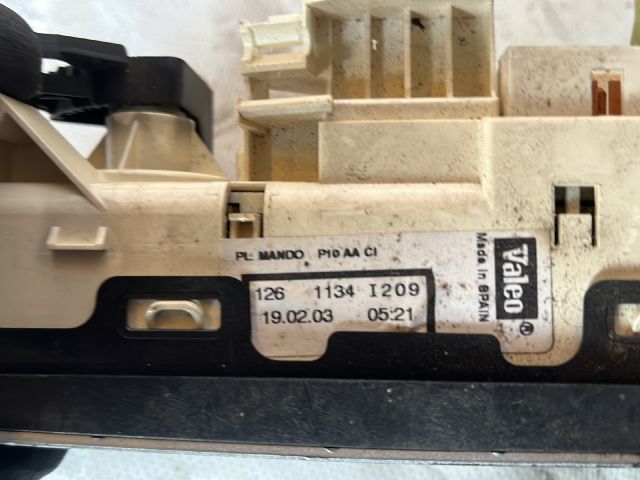 PL: MANDO P10 AA CI
126 1134 I209
19.02.03 05:21
Made in SPAIN
Valeo ®